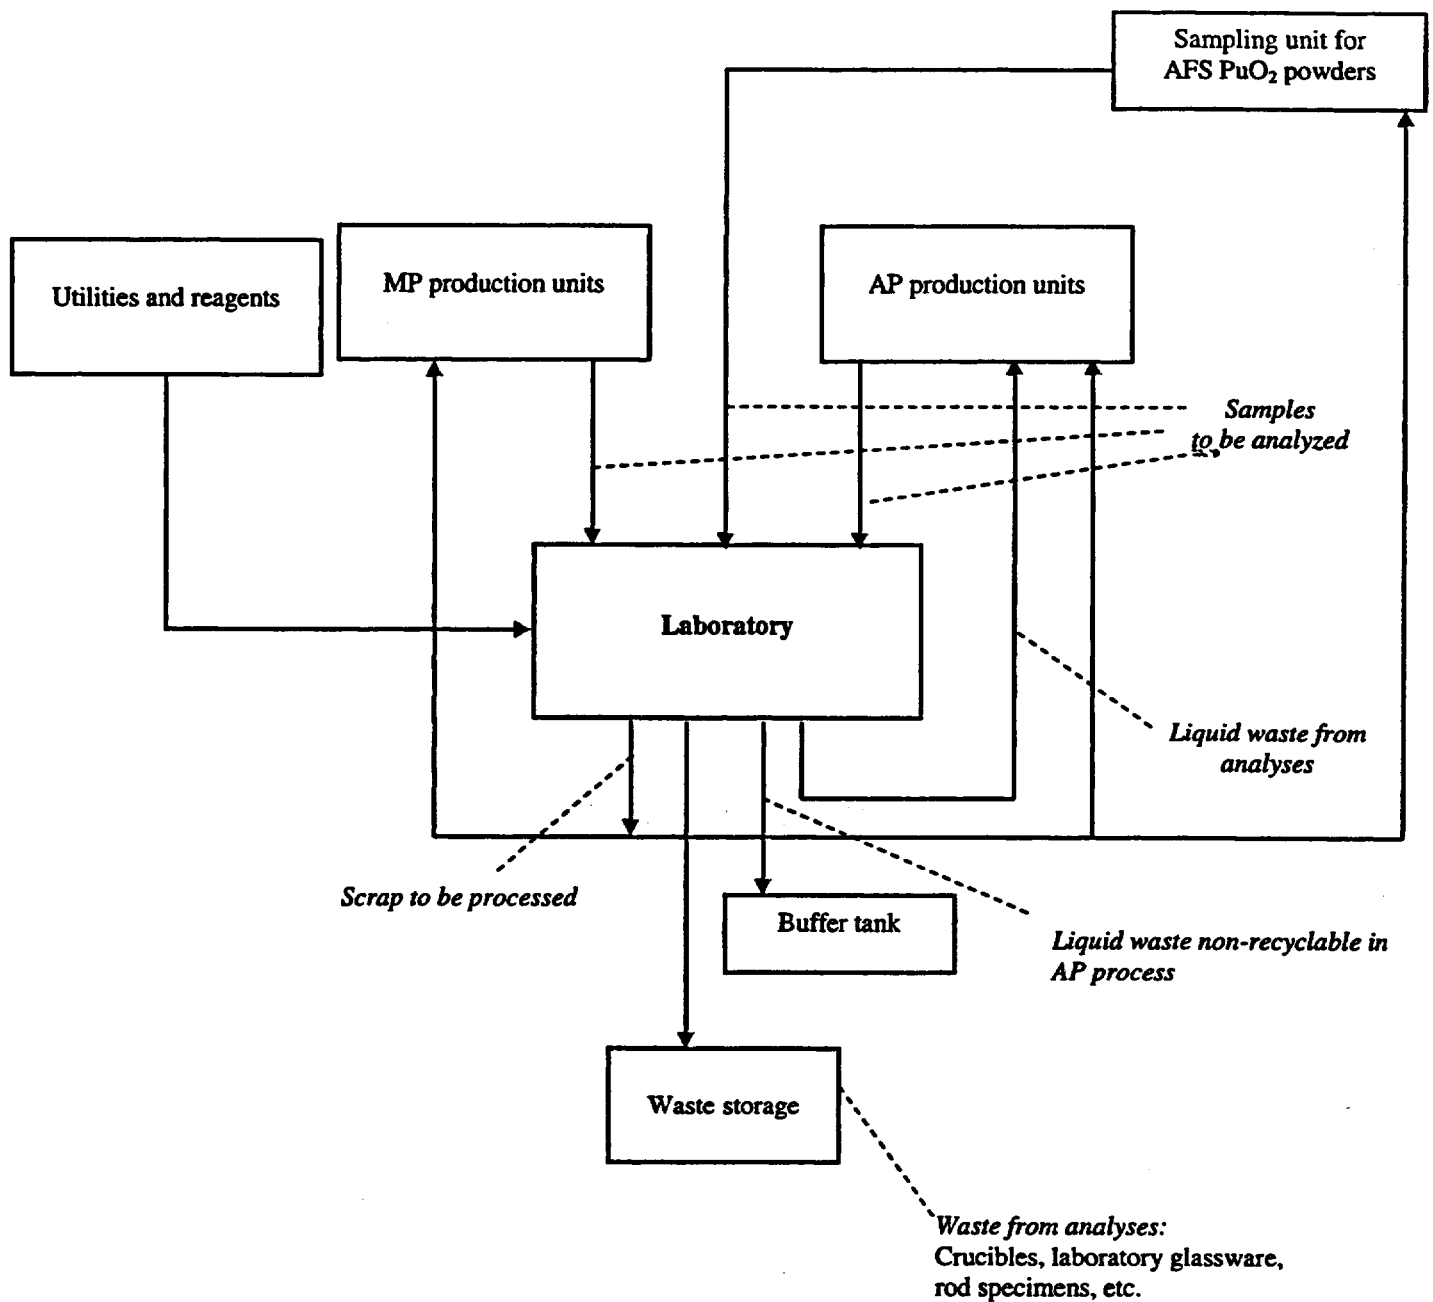 Sampling unit for
AFS PuO₂ powders
Utilities and reagents
MP production units
AP production units
Samples
to be analyzed
Laboratory
Liquid waste from
analyses
Scrap to be processed
Buffer tank
Liquid waste non-recyclable in
AP process
Waste storage
Waste from analyses:
Crucibles, laboratory glassware,
rod specimens, etc.